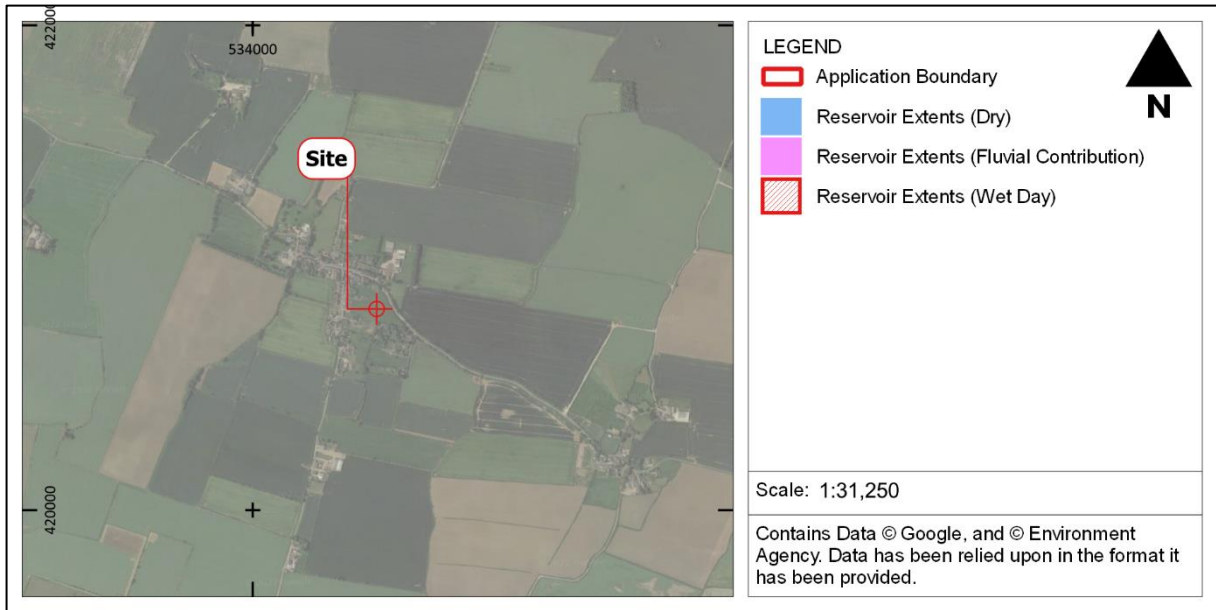 422000
534000
Site
420000
LEGEND
Application Boundary
Reservoir Extents (Dry)
Reservoir Extents (Fluvial Contribution)
Reservoir Extents (Wet Day)
N
Scale: 1:31,250
Contains Data © Google, and © Environment
Agency. Data has been relied upon in the format it
has been provided.